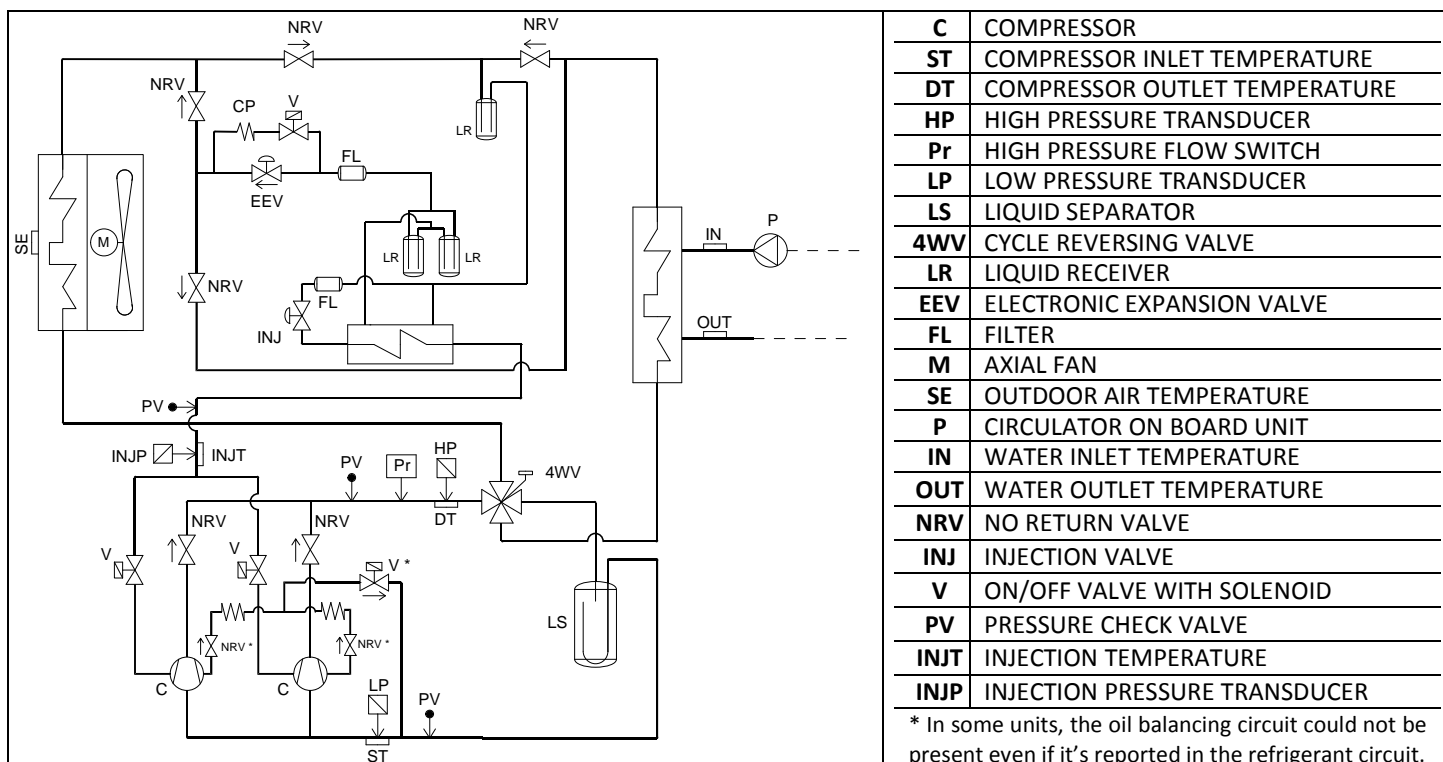 NRV
NRV
NRV
CP
V
LR
FL
EEV
SE
M
LR
LR
IN
P
NRV
FL
INJ
OUT
PV
INJP
INJT
PV
Pr
HP
4WV
DT
NRV
NRV
V
V
V *
LS
NRV *
NRV *
C
C
LP
PV
ST
C COMPRESSOR
ST COMPRESSOR INLET TEMPERATURE
DT COMPRESSOR OUTLET TEMPERATURE
HP HIGH PRESSURE TRANSDUCER
Pr HIGH PRESSURE FLOW SWITCH
LP LOW PRESSURE TRANSDUCER
LS LIQUID SEPARATOR
4WV CYCLE REVERSING VALVE
LR LIQUID RECEIVER
EEV ELECTRONIC EXPANSION VALVE
FL FILTER
M AXIAL FAN
SE OUTDOOR AIR TEMPERATURE
P CIRCULATOR ON BOARD UNIT
IN WATER INLET TEMPERATURE
OUT WATER OUTLET TEMPERATURE
NRV NO RETURN VALVE
INJ INJECTION VALVE
V ON/OFF VALVE WITH SOLENOID
PV PRESSURE CHECK VALVE
INJT INJECTION TEMPERATURE
INJP INJECTION PRESSURE TRANSDUCER
* In some units, the oil balancing circuit could not be
present even if it's reported in the refrigerant circuit.